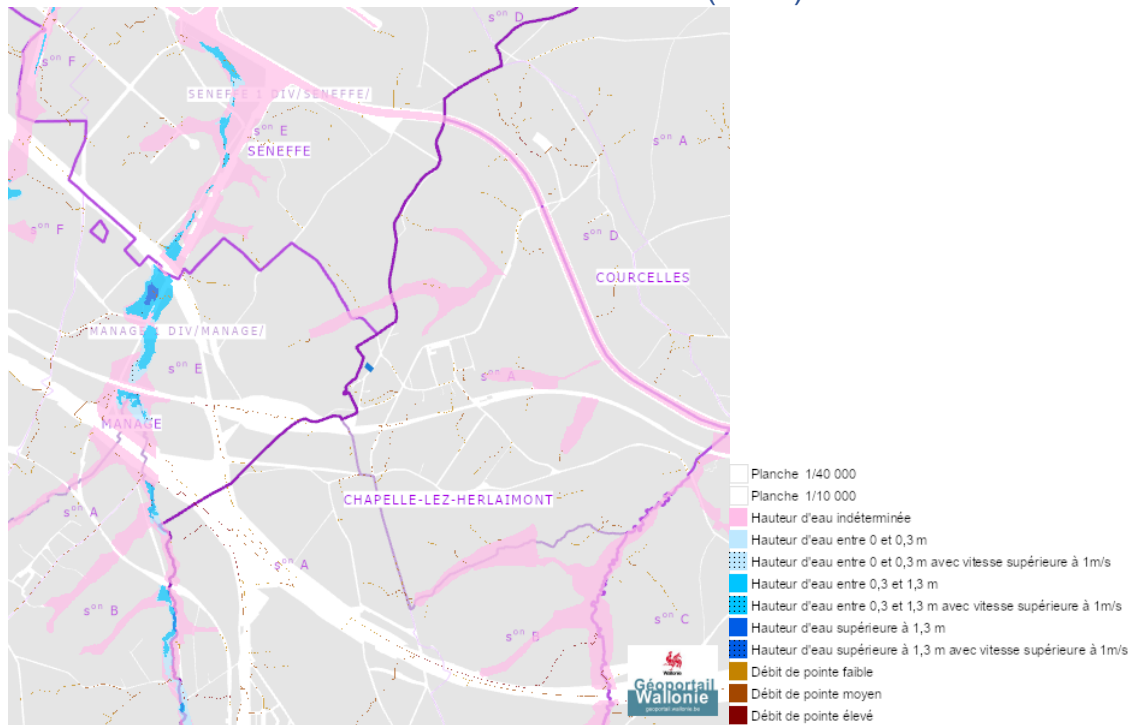 sᵒⁿ D
sᵒⁿ F
SENEFFE 1 DIV/SENEFFE/
sᵒⁿ E
SENEFFE
sᵒⁿ A
sᵒⁿ F
sᵒⁿ D
COURCELLES
MANAGE 1 DIV/MANAGE/
sᵒⁿ E
sᵒⁿ A
MANAGE
CHAPELLE-LEZ-HERLAIMONT
sᵒⁿ A
sᵒⁿ A
sᵒⁿ B
sᵒⁿ C
sᵒⁿ B
Wallonie
Géoportail
Wallonie
geoportail.wallonie.be
Planche 1/40 000
Planche 1/10 000
Hauteur d'eau indéterminée
Hauteur d'eau entre 0 et 0,3 m
Hauteur d'eau entre 0 et 0,3 m avec vitesse supérieure à 1m/s
Hauteur d'eau entre 0,3 et 1,3 m
Hauteur d'eau entre 0,3 et 1,3 m avec vitesse supérieure à 1m/s
Hauteur d'eau supérieure à 1,3 m
Hauteur d'eau supérieure à 1,3 m avec vitesse supérieure à 1m/s
Débit de pointe faible
Débit de pointe moyen
Débit de pointe élevé